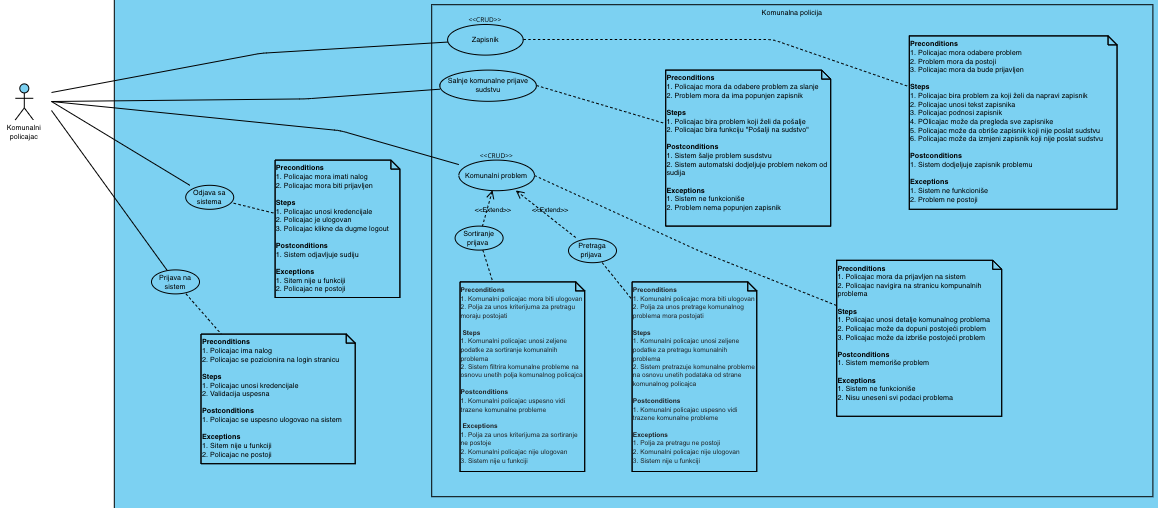 Komunalna policija
Komunalni
policajac
<<CRUD>>
Zapisnik
Salnje komunalne prijave
sudstvu
<<CRUD>>
Komunalni problem
<<Extend>>
<<Extend>>
Sortiranje
prijava
Pretraga
prijava
Odjava sa
sistema
Prijava na
sistem
Preconditions
1. Policajac mora imati nalog
2. Policajac mora biti prijavljen
Steps
1. Policajac unosi kredencijale
2. Policajac je ulogovan
3. Policajac klikne da dugme logout
Postconditions
1. Sistem odjavljuje sudiju
Exceptions
1. Sitem nije u funkciji
2. Policajac ne postoji
Preconditions
1. Policajac ima nalog
2. Policajac se pozicionira na login stranicu
Steps
1. Policajac unosi kredencijale
2. Validacija uspesna
Postconditions
1. Policajac se uspesno ulogovao na sistem
Exceptions
1. Sitem nije u funkciji
2. Policajac ne postoji
Preconditions
1. Komunalni policajac mora biti ulogovan
2. Polja za unos kriterijuma za pretragu
moraju postojati
Steps
1. Komunalni policajac unosi zeljene
podatke za sortiranje komunalnih
problema
2. Sistem filtrira komunalne probleme na
osnovu unetih polja komunalnog policajca
Postconditions
1. Komunalni policajac uspesno vidi
trazene komunalne probleme
Exceptions
1. Polja za unos kriterijuma za sortiranje
ne postoje
2. Komunalni policajac nije ulogovan
3. Sistem nije u funkciji
Preconditions
1. Komunalni policajac mora biti ulogovan
2. Polja za unos pretrage komunalnog
problema mora postojati
Steps
1. Komunalni policajac unosi zeljene
podatke za pretragu komunalnih
problema
2. Sistem pretrazuje komunalne probleme
na osnovu unetih podataka od strane
komunalnog policajca
Postconditions
1. Komunalni policajac uspesno vidi
trazene komunalne probleme
Exceptions
1. Polja za pretragu ne postoji
2. Komunalni policajac nije ulogovan
3. Sistem nije u funkciji
Preconditions
1. Policajac mora da odabere problem za slanje
2. Problem mora da ima popunjen zapisnik
Steps
1. Policajac bira problem koji želi da pošalje
2. Policajac bira funkciju "Pošalji na sudstvo"
Postconditions
1. Sistem šalje problem susdstvu
2. Sistem automatski dodjeljuje problem nekom od
sudija
Exceptions
1. Sistem ne funkcioniše
2. Problem nema popunjen zapisnik
Preconditions
1. Policajac mora odabere problem
2. Problem mora da postoji
3. Policajac mora da bude prijavljen
Steps
1. Policajac bira problem za koji želi da napravi zapisnik
2. Policajac unosi tekst zapisnika
3. Policajac podnosi zapisnik
4. POlicajac može da pregleda sve zapisnike
5. Policajac može da obriše zapisnik koji nije poslat sudstvu
6. Policajac može da izmjeni zapisnik koji nije poslat sudstvu
Postconditions
1. Sistem dodjeljuje zapisnik problemu
Exceptions
1. Sistem ne funkcioniše
2. Problem ne postoji
Preconditions
1. Policajac mora da prijavljen na sistem
2. Policajac navigira na stranicu kompunalnih
problema
Steps
1. Policajac unosi detalje komunalnog problema
2. Policajac može da dopuni postojeći problem
3. Policajac može da izbriše postojeći problem
Postconditions
1. Sistem memoriše problem
Exceptions
1. Sistem ne funkcioniše
2. Nisu uneseni svi podaci problema